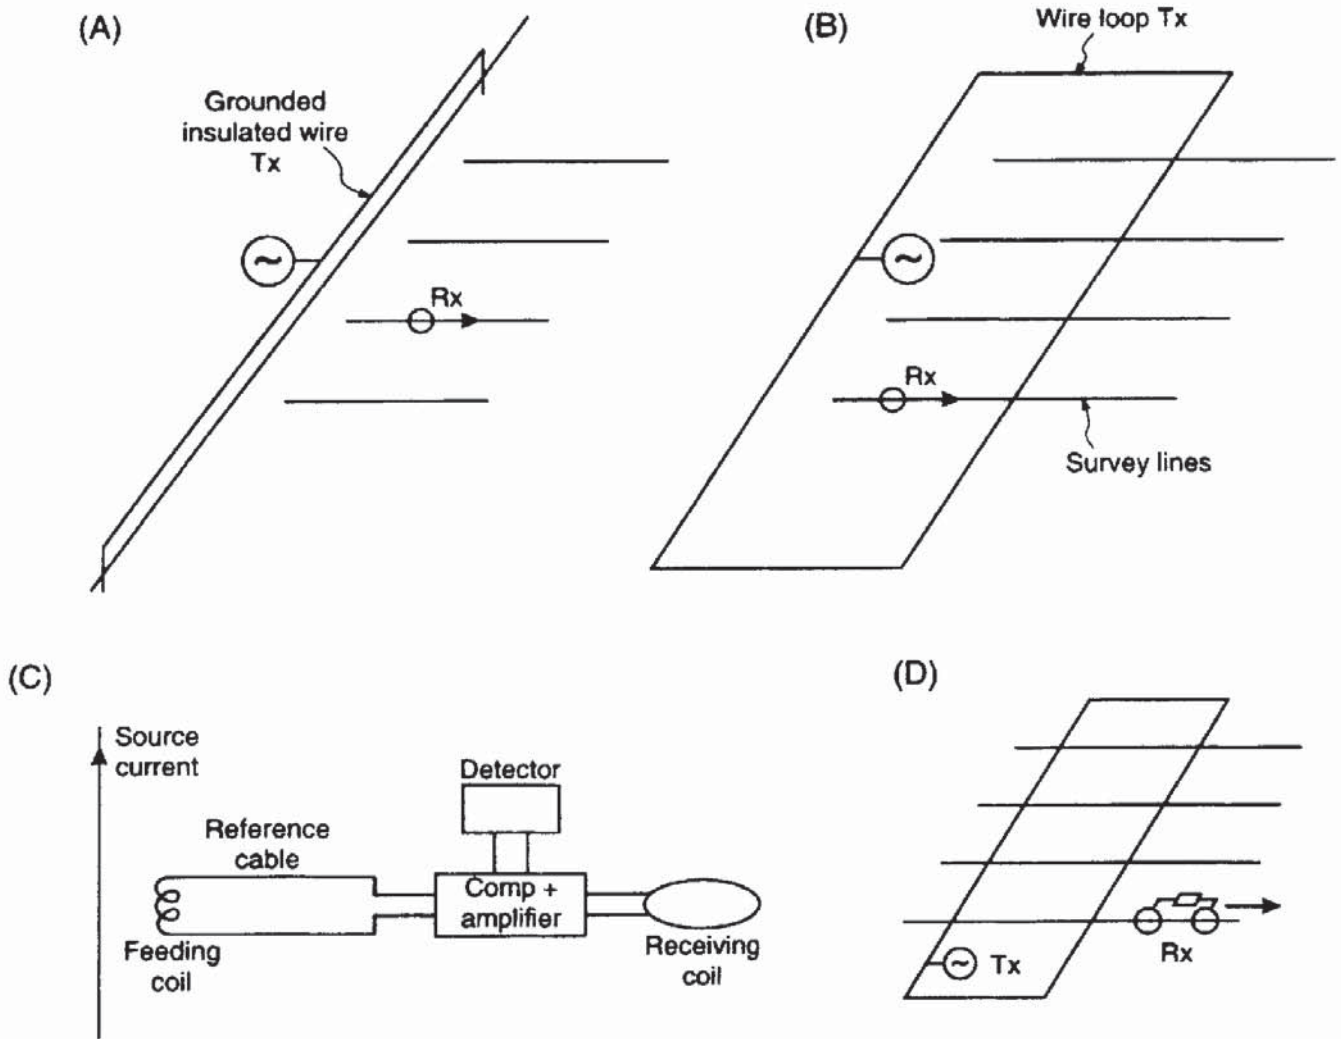 (A)
Grounded
insulated wire
Tx
~
Rx
(B)
Wire loop Tx
~
Rx
Survey lines
(C)
Source
current
Reference
cable
Feeding
coil
Detector
Comp +
amplifier
Receiving
coil
(D)
~ Tx
Rx